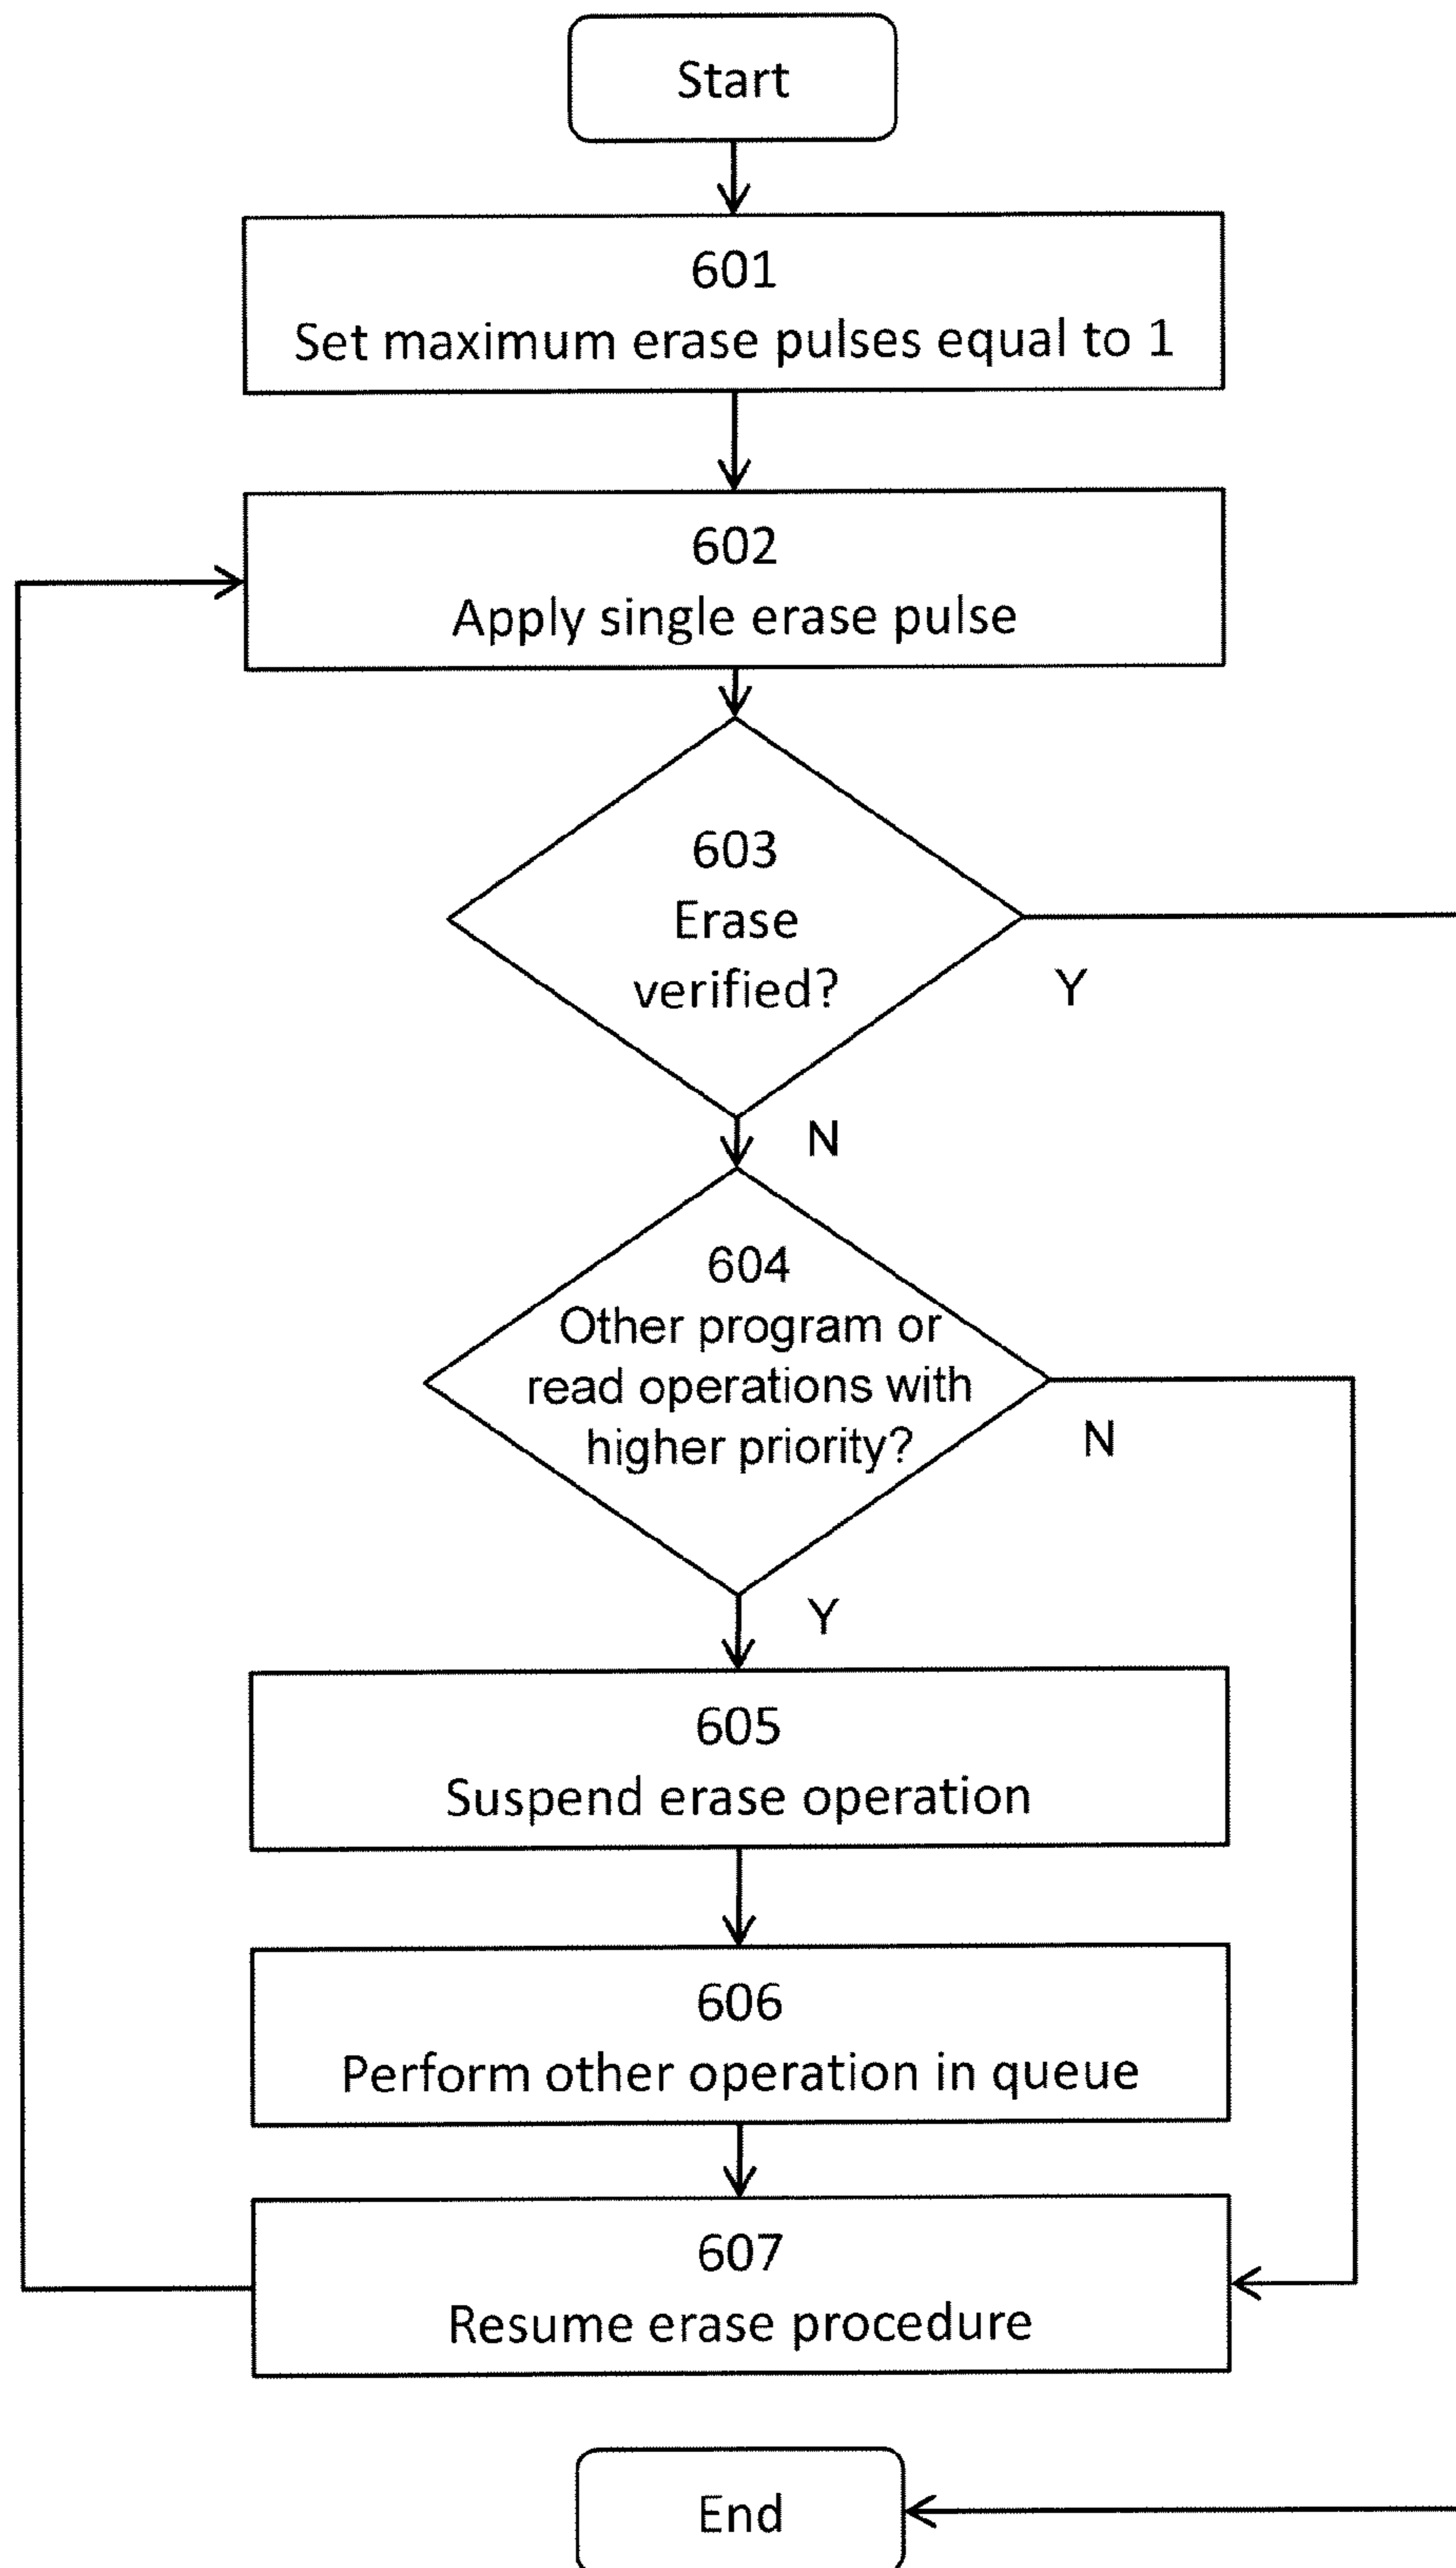 Start
601
Set maximum erase pulses equal to 1
602
Apply single erase pulse
603
Erase
verified?
Y
N
604
Other program or
read operations with
higher priority?
N
Y
605
Suspend erase operation
606
Perform other operation in queue
607
Resume erase procedure
End